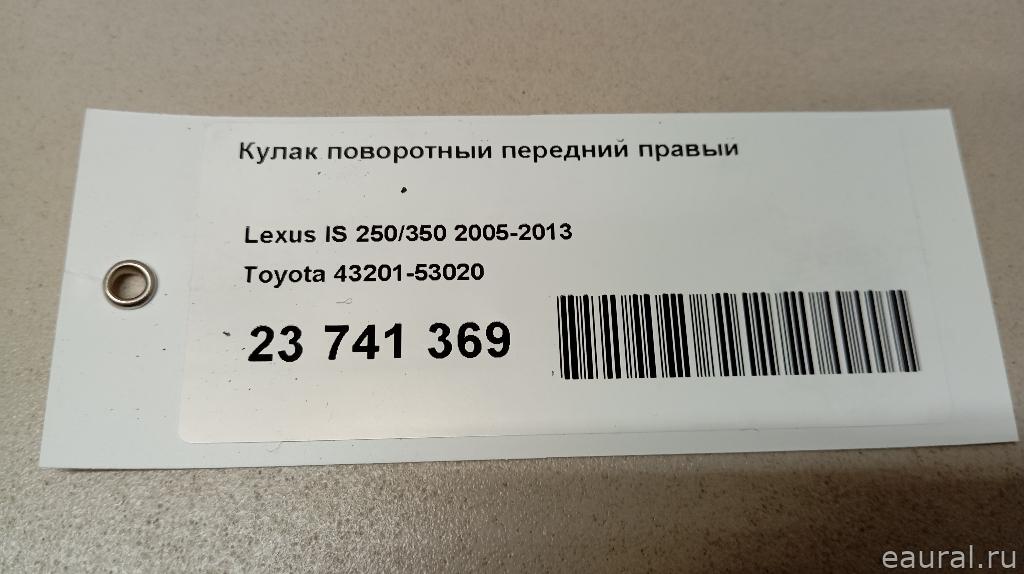 Кулак поворотный передний правый
Lexus IS 250/350 2005-2013
Toyota 43201-53020
23 741 369
eaural.ru